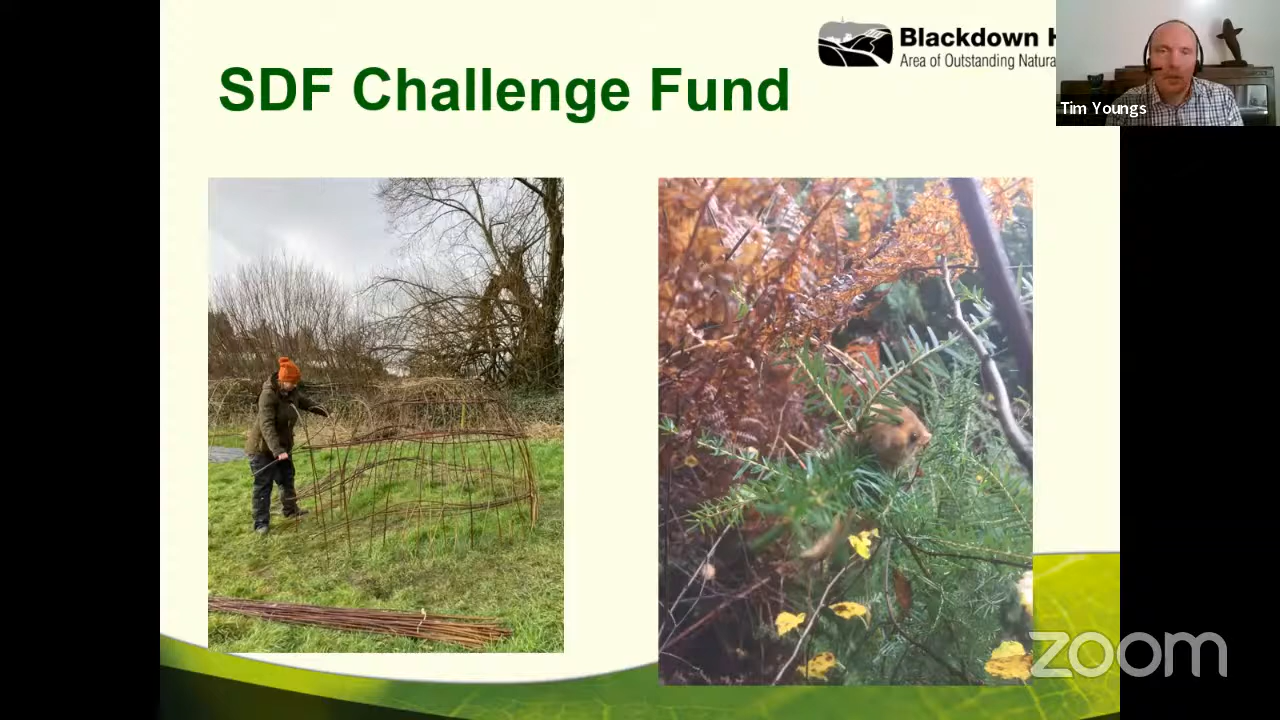 Blackdown H
Area of Outstanding Natura
SDF Challenge Fund
Tim Youngs
zoom